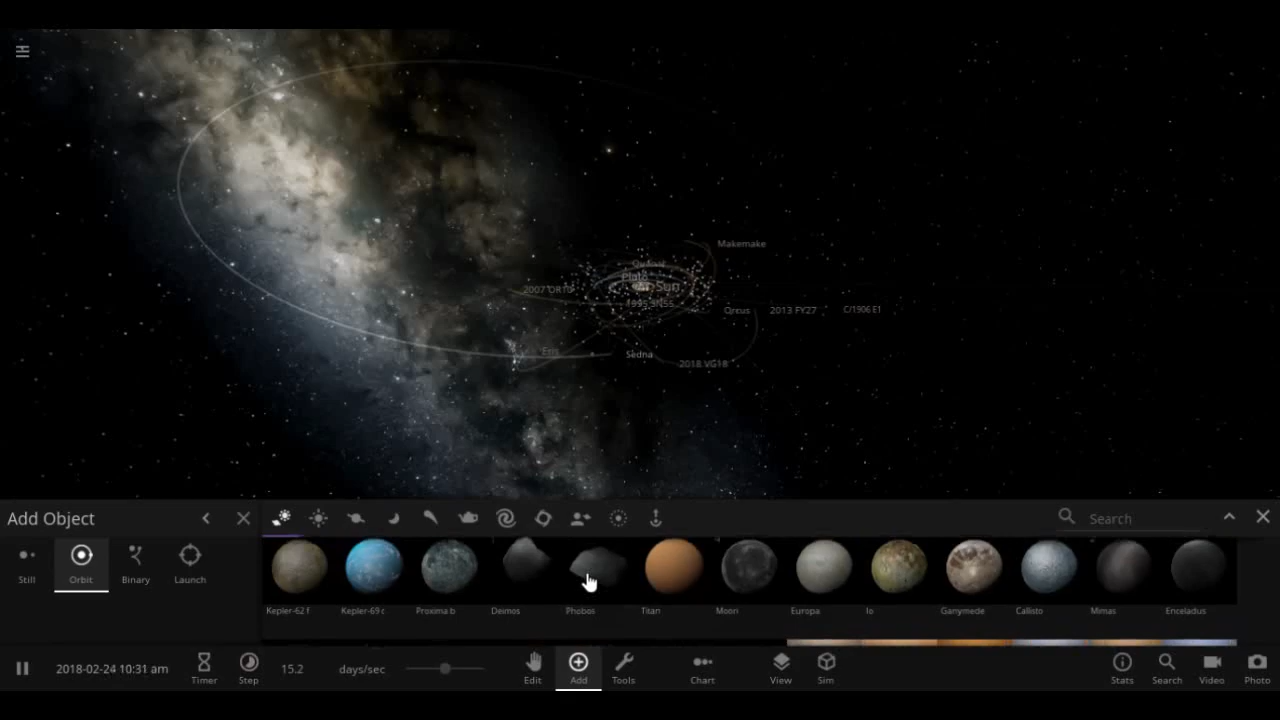 Makemake
Pluto
Sun
2007 OR10
1995 SN55
Orcus
2013 FY27
C/1906 E1
Eris
Sedna
2018 VG18
Add Object
Search
Still
Orbit
Binary
Launch
Kepler-62 f
Kepler-69 c
Proxima b
Deimos
Phobos
Titan
Moon
Europa
Io
Ganymede
Callisto
Mimas
Enceladus
2018-02-24 10:31 am
Timer
Step
15.2
days/sec
Edit
Add
Tools
Chart
View
Sim
Stats
Search
Video
Photo